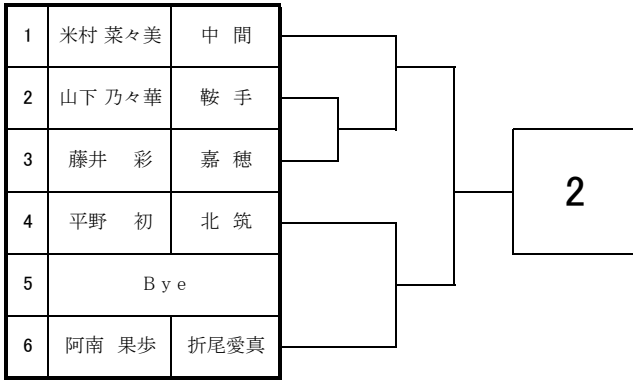 1 米村 菜々美 中 間
2 山下 乃々華 鞍 手
3 藤井 彩 嘉 穂
4 平野 初 北 筑
5 Bye
6 阿南 果歩 折尾愛真
2